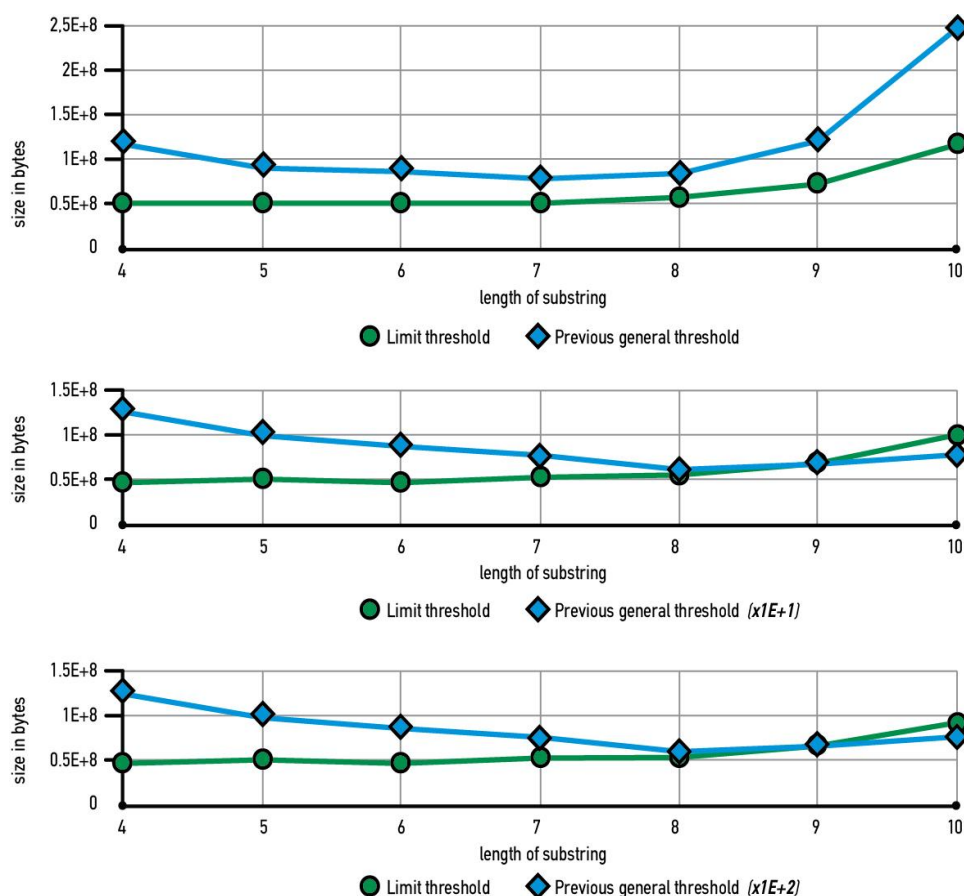 2,5E+8
2E+8
1.5E+8
1E+8
0.5E+8
0
size in bytes
4 5 6 7 8 9 10
length of substring
Limit threshold Previous general threshold
1.5E+8
1E+8
0.5E+8
0
size in bytes
4 5 6 7 8 9 10
length of substring
Limit threshold Previous general threshold (x1E+1)
1.5E+8
1E+8
0.5E+8
0
size in bytes
4 5 6 7 8 9 10
length of substring
Limit threshold Previous general threshold (x1E+2)